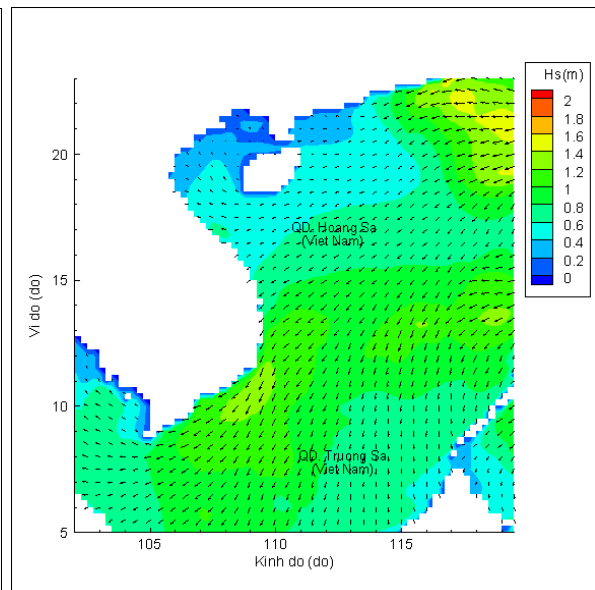 Hs(m)
2
1.8
1.6
1.4
1.2
1
0.8
0.6
0.4
0.2
0
20
15
10
5
Vi do (do)
QD. Hoang Sa
(Viet Nam)
QD. Truong Sa
(Viet Nam)
105
110
115
Kinh do (do)